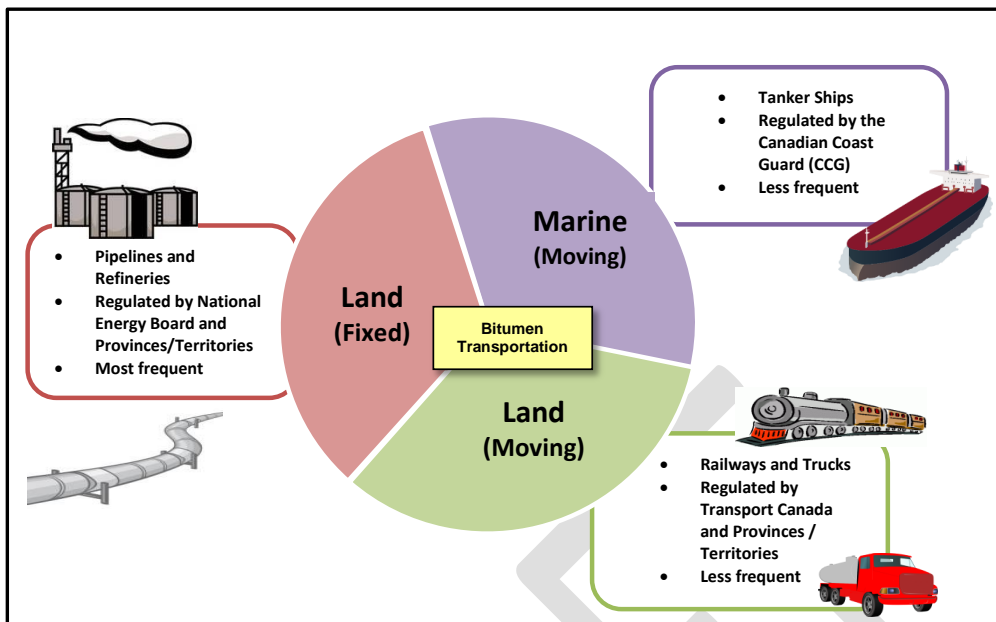 • Tanker Ships
• Regulated by the
Canadian Coast
Guard (CCG)
• Less frequent
Marine
(Moving)
• Pipelines and
Refineries
• Regulated by National
Energy Board and
Provinces/Territories
• Most frequent
Land
(Fixed)
Bitumen
Transportation
Land
(Moving)
• Railways and Trucks
• Regulated by
Transport Canada
and Provinces /
Territories
• Less frequent